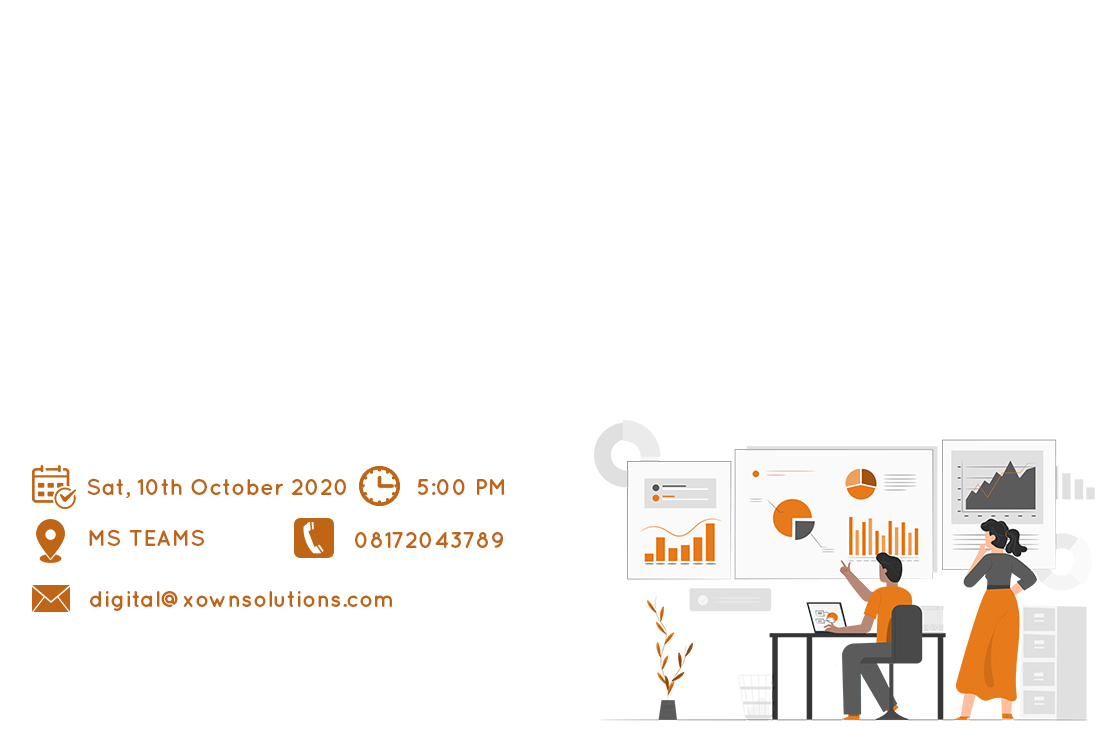 Sat, 10th October 2020 5:00 PM
MS TEAMS 08172043789
digital@xownsolutions.com